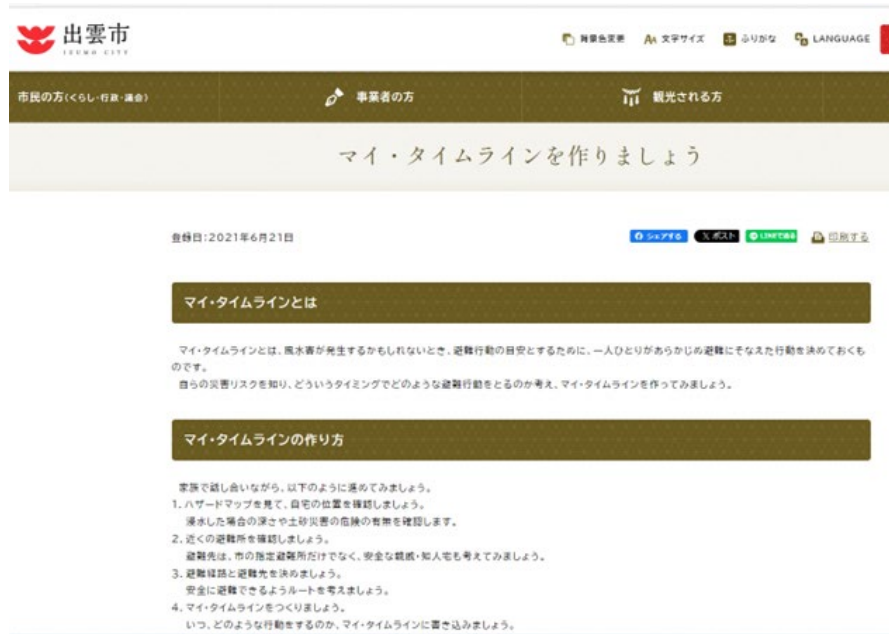 出雲市
IZUMO CITY
背景色変更
文字サイズ
ふりがな
LANGUAGE
市民の方(くらし・行政・議会)
事業者の方
観光される方
マイ・タイムラインを作りましょう
登録日:2021年6月21日
シェアする
ポスト
LINEで送る
印刷する
マイ・タイムラインとは
マイ・タイムラインとは、風水害が発生するかもしれないとき、避難行動の目安とするために、一人ひとりがあらかじめ避難にそなえた行動を決めておくも
のです。
自らの災害リスクを知り、どういうタイミングでどのような避難行動をとるのか考え、マイ・タイムラインを作ってみましょう。
マイ・タイムラインの作り方
家族で話し合いながら、以下のように進めてみましょう。
1. ハザードマップを見て、自宅の位置を確認しましょう。
浸水した場合の深さや土砂災害の危険の有無を確認します。
2. 近くの避難所を確認しましょう。
避難先は、市の指定避難所だけでなく、安全な親戚・知人宅も考えてみましょう。
3. 避難経路と避難先を決めましょう。
安全に避難できるようルートを考えましょう。
4. マイ・タイムラインをつくりましょう。
いつ、どのような行動をするのか、マイ・タイムラインに書き込みましょう。